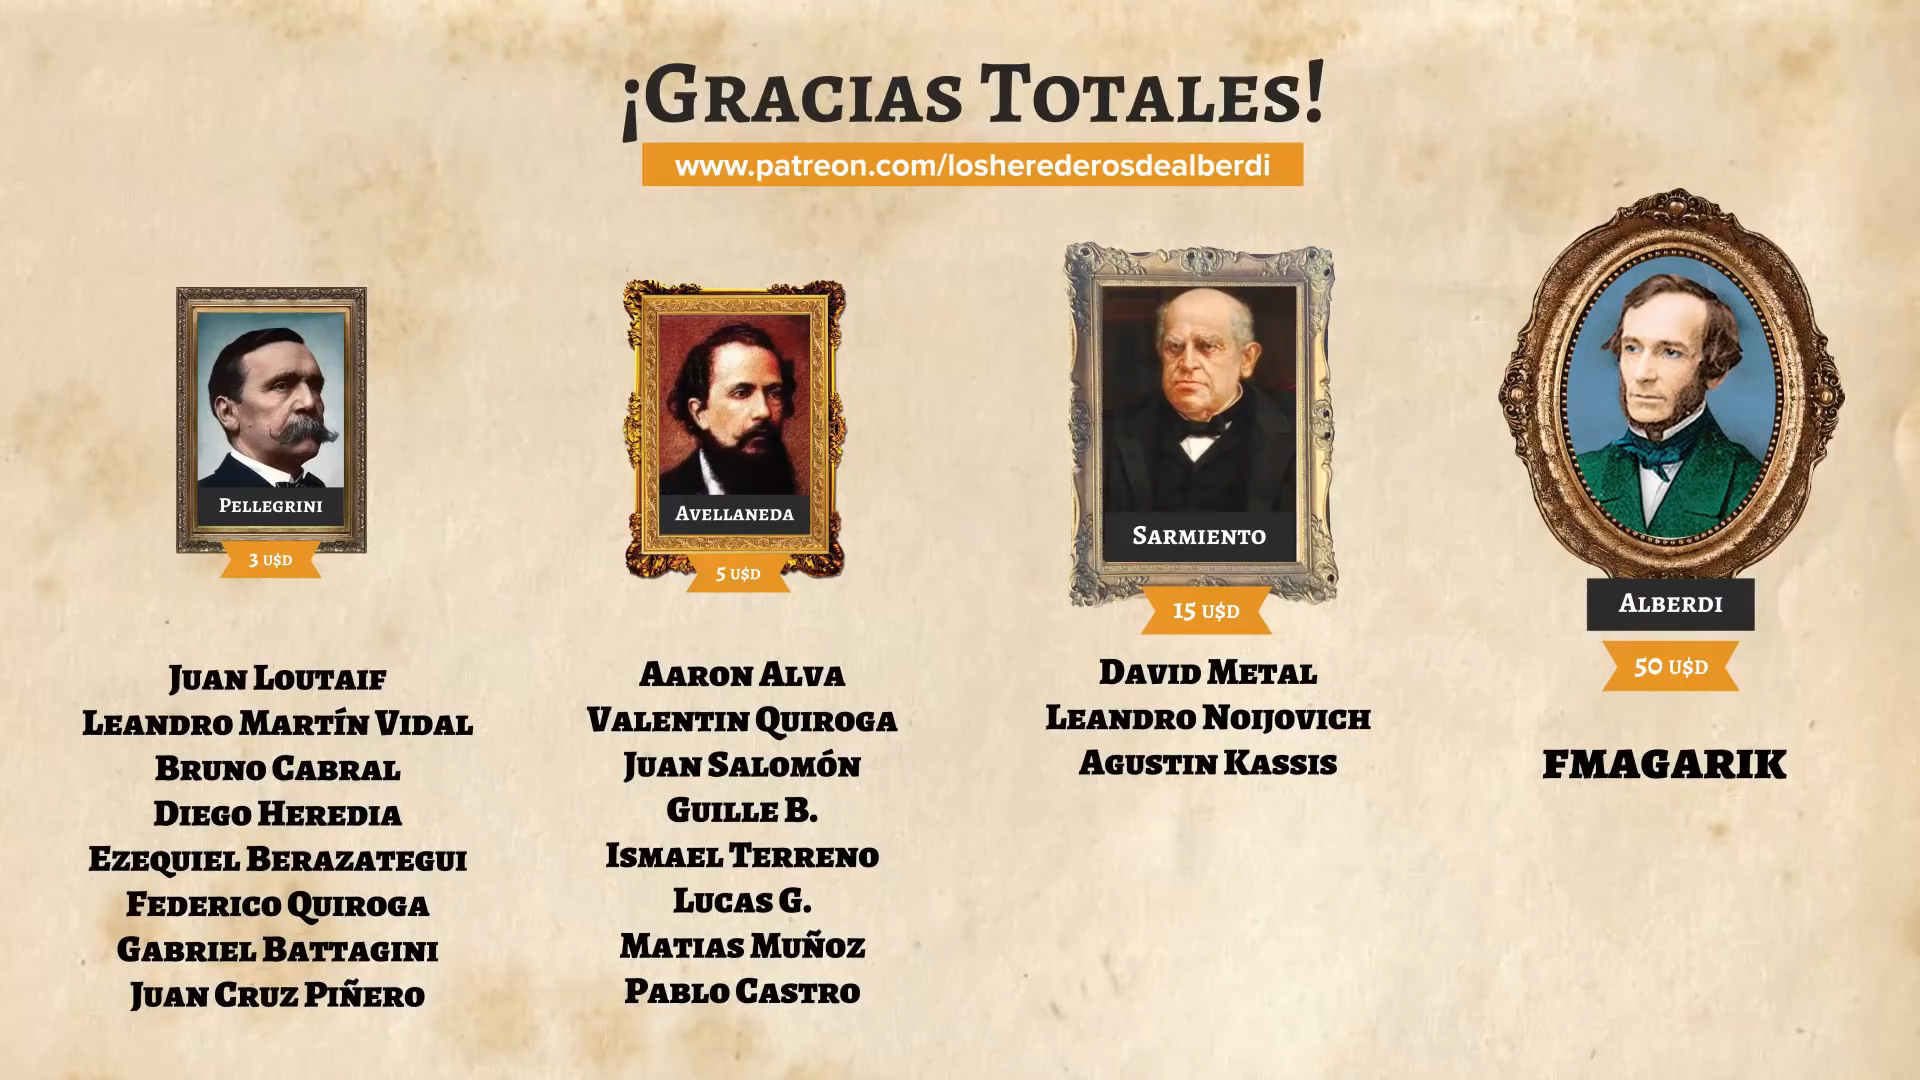 ¡Gracias Totales!
www.patreon.com/losherederosdealberdi
Pellegrini
3 U$D
Juan Loutaif
Leandro Martín Vidal
Bruno Cabral
Diego Heredia
Ezequiel Berazategui
Federico Quiroga
Gabriel Battagini
Juan Cruz Piñero
Avellaneda
5 U$D
Aaron Alva
Valentin Quiroga
Juan Salomón
Guille B.
Ismael Terreno
Lucas G.
Matias Muñoz
Pablo Castro
Sarmiento
15 U$D
David Metal
Leandro Noijovich
Agustin Kassis
Alberdi
50 U$D
FMAGARIK